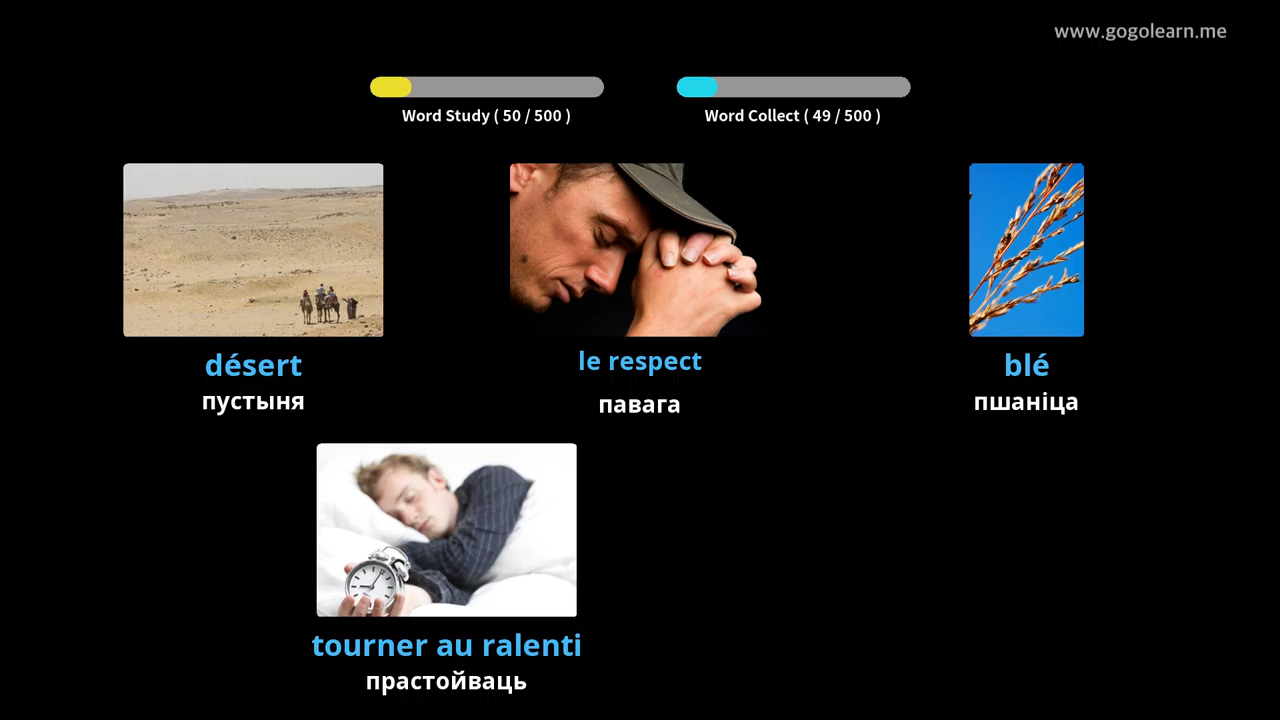 www.gogolearn.me
Word Study ( 50 / 500 )
Word Collect ( 49 / 500 )
désert
пустыня
le respect
павага
blé
пшаніца
tourner au ralenti
прастойваць